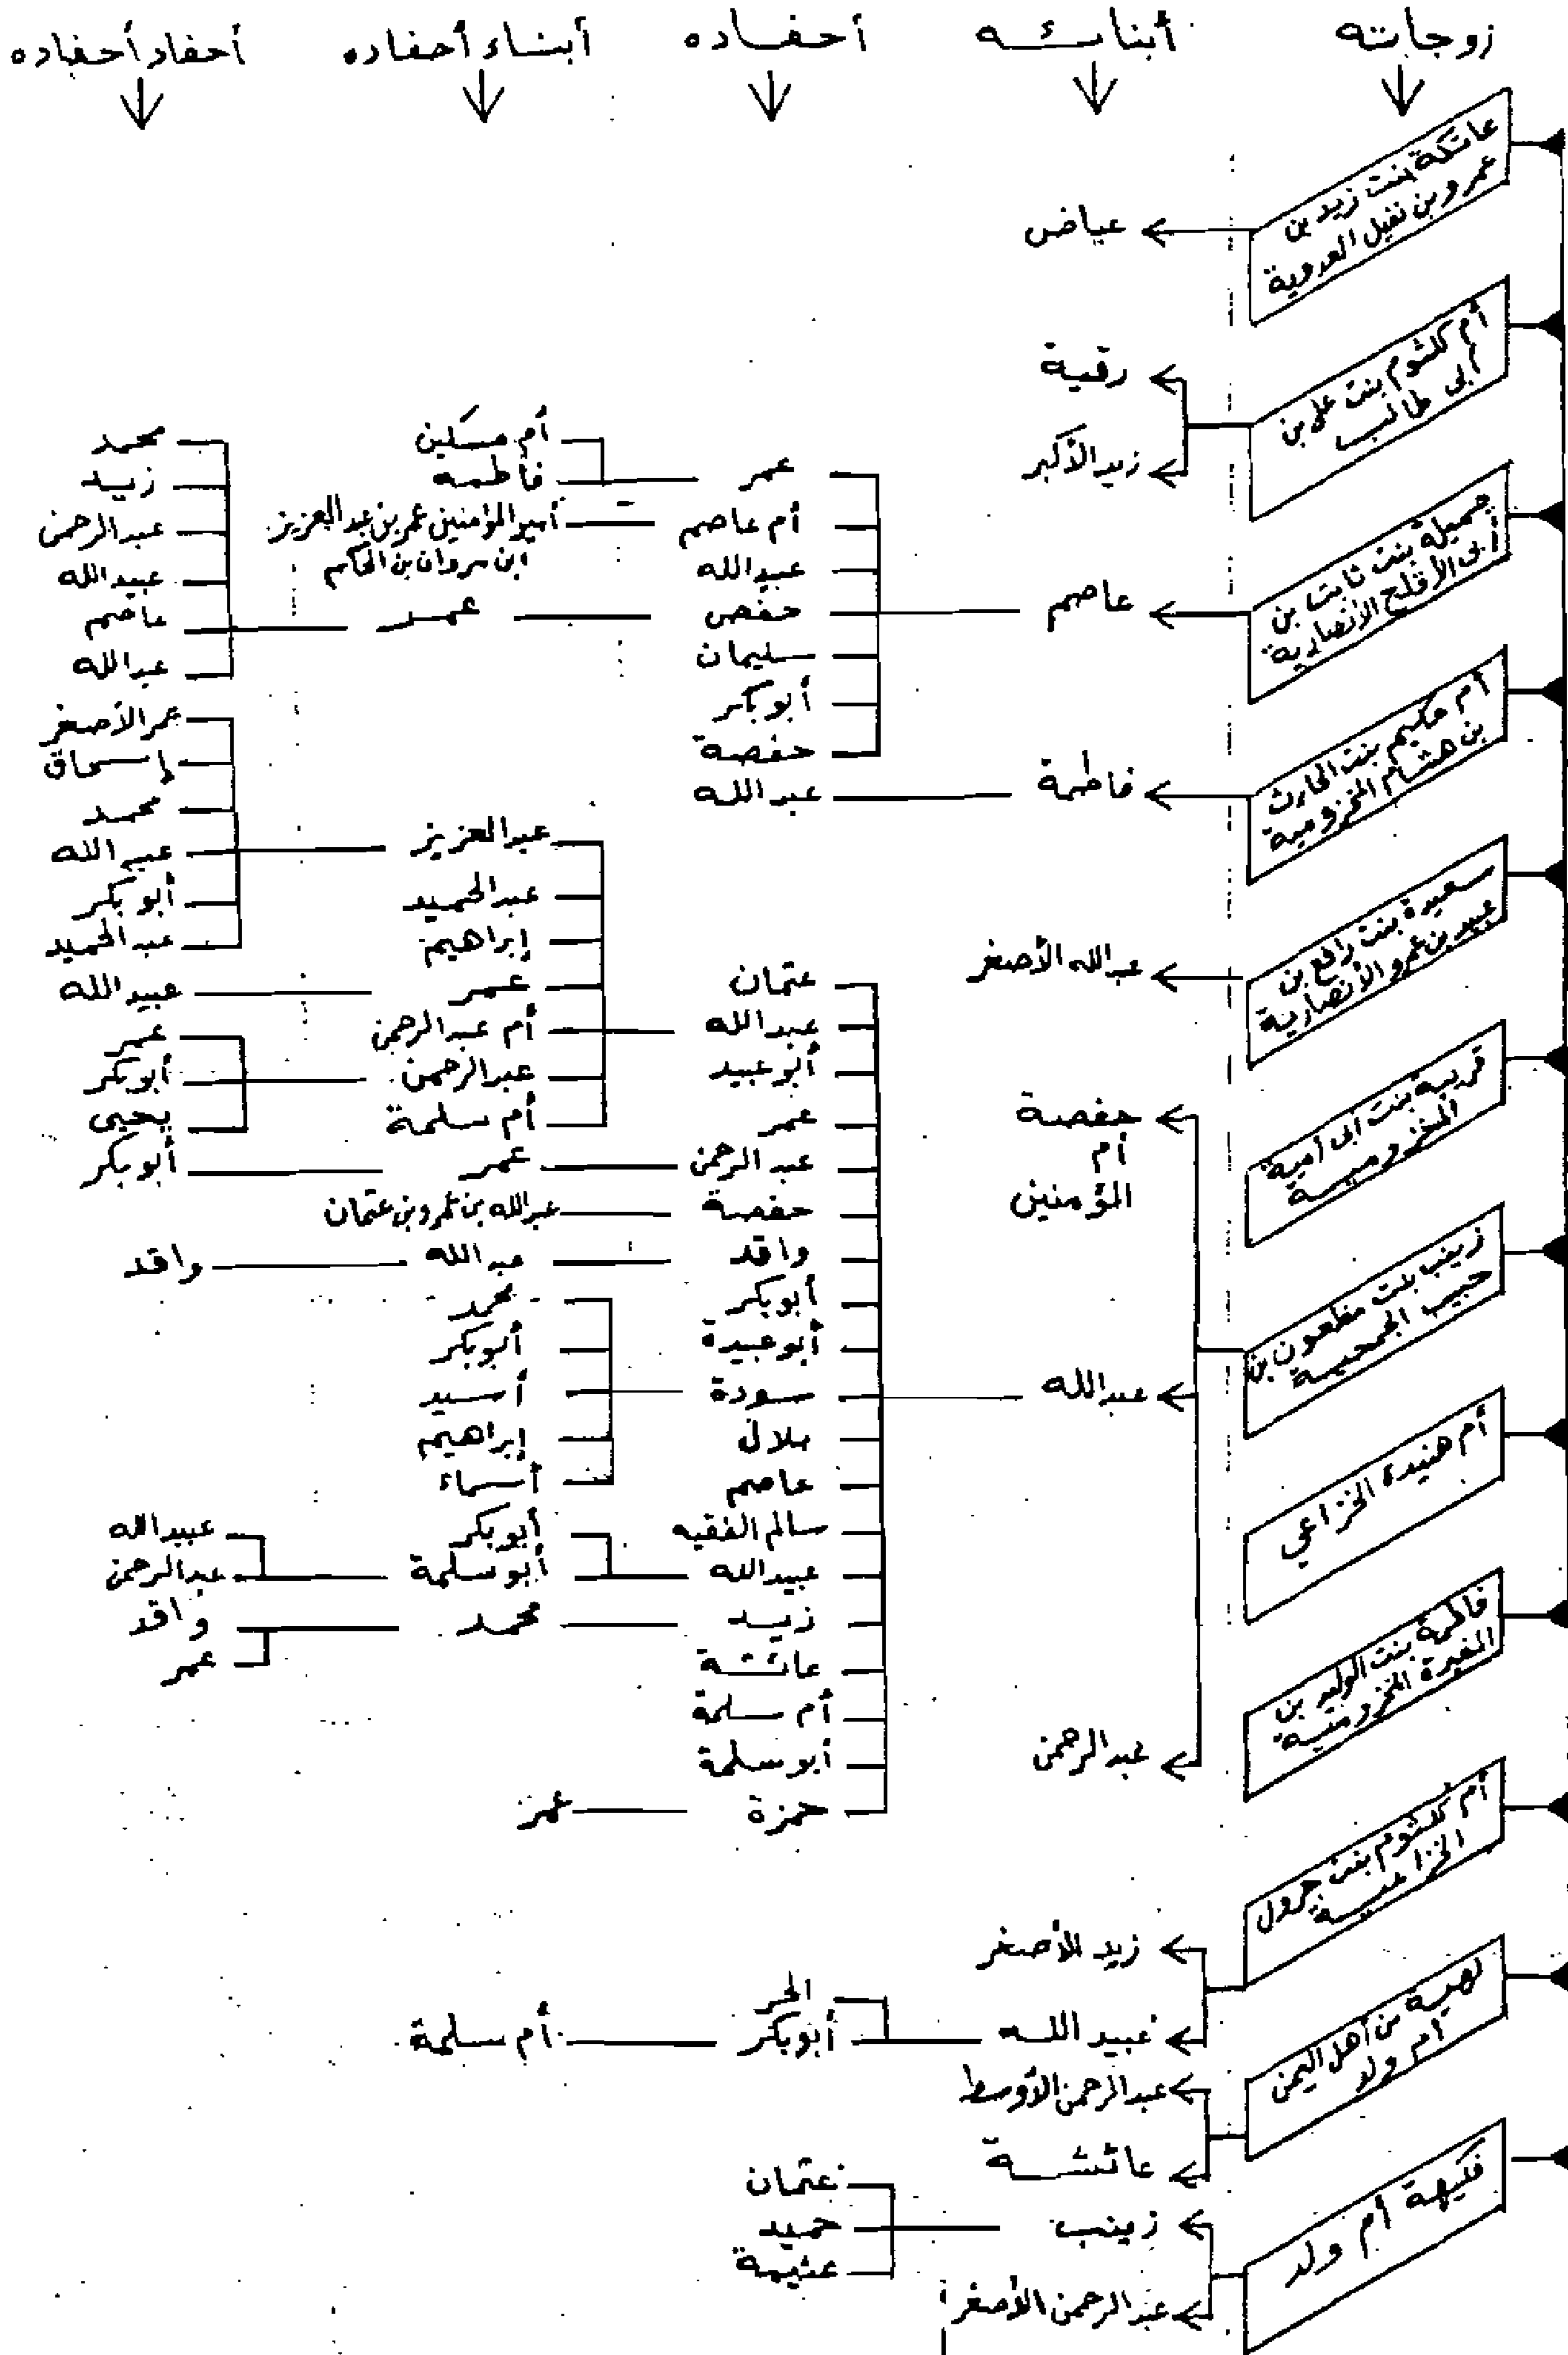 زوجاته
أبنائه
أحفاده
أبناء أحفاده
أحفاد أحفاده
عاتكة بنت زيد بن
عمرو بن نفيل العدوية
عياض
أم كلثوم بنت على بن
أبى طالب
رقية
زيد الأكبر
جميلة بنت ثابت بن
أبى الأقلح الأنصارية
عاصم
عمر
أم عاصم
عبيد الله
حفص
سليمان
أبو بكر
حفصة
أم مسكين
فاطمه
أمير المؤمنين عمر بن عبد العزيز
ابن مروان بن الحكم
عمر
محمد
زيد
عبد الرحمن
عبيد الله
عاصم
عبد الله
أم حكيم بنت الحارث
بن هشام المخزومية
فاطمة
عبد الله
سعيدة بنت رافع بن
عبيد بن عمرو الأنصارية
عبد الله الأصغر
قريبة بنت أبى أمية
المخزومية
زينب بنت مظعون بن
حبيب الجمحية
حفصة
أم
المؤمنين
عبد الله
عبد الرحمن
عثمان
عبد الله
أبو عبيد
عمر
عبد الرحمن
حفصة
واقد
أبو بكر
أبو عبيدة
سودة
بلال
عاصم
سالم الفقيه
عبيد الله
زيد
عائشة
أم سلمة
أبو سلمة
حمزة
عبد العزيز
عبد الحميد
إبراهيم
عمر
أم عبد الرحمن
عبد الرحمن
أم سلمة
عمر
عبد الله بن عمرو بن عثمان
عبد الله
محمد
أبو بكر
أسيد
إبراهيم
أسماء
أبو بكر
أبو سلمة
محمد
عمر
عمر الأصغر
إسحاق
محمد
عبيد الله
أبو بكر
عبد الحميد
عبيد الله
عمر
أبو بكر
يحيى
أبو بكر
واقد
عبيد الله
عبد الرحمن
واقد
عمر
أم هنيدة الخزاعي
فاطمة بنت الوليد بن
المغيرة المخزومية
أم كلثوم بنت جرول
الخزاعية
زيد الأصغر
عبيد الله
الحر
أبو بكر
أم سلمة
لهية من أهل اليمن
أم ولد
عبد الرحمن الأوسط
عائشة
فكيهة أم ولد
زينب
عبد الرحمن الأصغر
عثمان
حميد
عثيمة